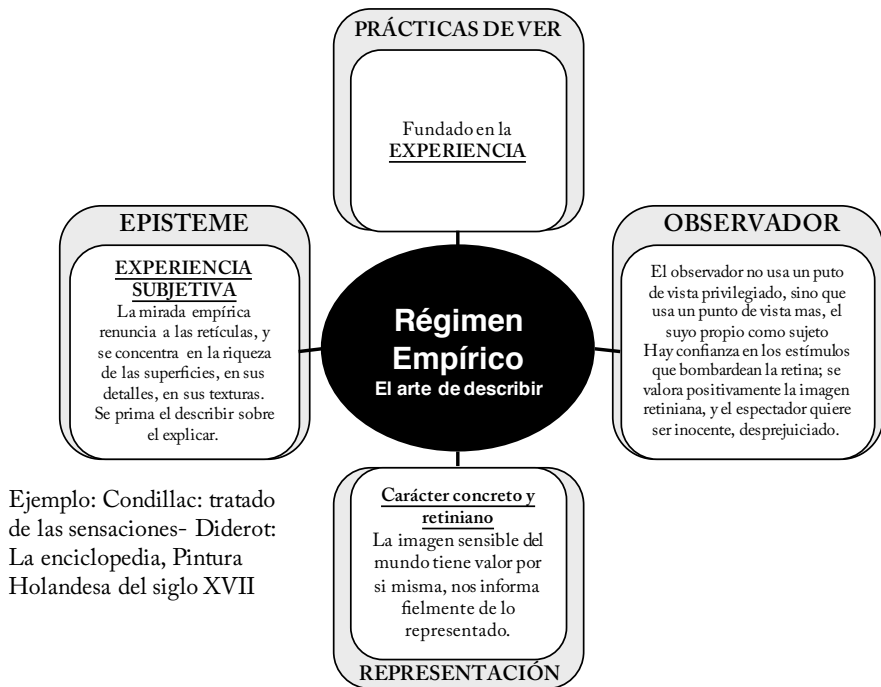 PRÁCTICAS DE VER
Fundado en la
EXPERIENCIA
EPISTEME
EXPERIENCIA
SUBJETIVA
La mirada empírica
renuncia a las retículas, y
se concentra en la riqueza
de las superficies, en sus
detalles, en sus texturas.
Se prima el describir sobre
el explicar.
Régimen
Empírico
El arte de describir
OBSERVADOR
El observador no usa un puto
de vista privilegiado, sino que
usa un punto de vista mas, el
suyo propio como sujeto
Hay confianza en los estímulos
que bombardean la retina; se
valora positivamente la imagen
retiniana, y el espectador quiere
ser inocente, desprejuiciado.
Ejemplo: Condillac: tratado
de las sensaciones- Diderot:
La enciclopedia, Pintura
Holandesa del siglo XVII
Carácter concreto y
retiniano
La imagen sensible del
mundo tiene valor por
si misma, nos informa
fielmente de lo
representado.
REPRESENTACIÓN